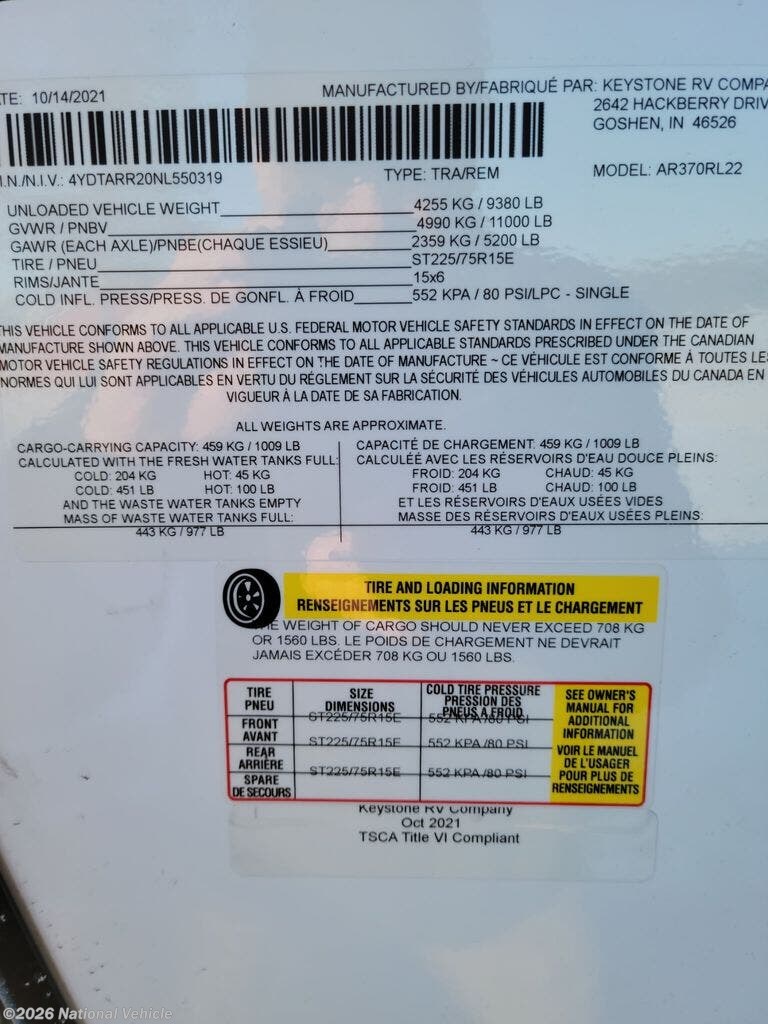 TE: 10/14/2021
MANUFACTURED BY/FABRIQUÉ PAR: KEYSTONE RV COMPA
2642 HACKBERRY DRIV
GOSHEN, IN 46526
I.N./N.I.V.: 4YDTARR20NL550319
TYPE: TRA/REM
MODEL: AR370RL22
UNLOADED VEHICLE WEIGHT 4255 KG / 9380 LB
GVWR / PNBV 4990 KG / 11000 LB
GAWR (EACH AXLE)/PNBE(CHAQUE ESSIEU) 2359 KG / 5200 LB
TIRE / PNEU ST225/75R15E
RIMS/JANTE 15x6
COLD INFL. PRESS/PRESS. DE GONFL. À FROID 552 KPA / 80 PSI/LPC - SINGLE
THIS VEHICLE CONFORMS TO ALL APPLICABLE U.S. FEDERAL MOTOR VEHICLE SAFETY STANDARDS IN EFFECT ON THE DATE OF
MANUFACTURE SHOWN ABOVE. THIS VEHICLE CONFORMS TO ALL APPLICABLE STANDARDS PRESCRIBED UNDER THE CANADIAN
MOTOR VEHICLE SAFETY REGULATIONS IN EFFECT ON THE DATE OF MANUFACTURE ~ CE VÉHICULE EST CONFORME À TOUTES LES
NORMES QUI LUI SONT APPLICABLES EN VERTU DU RÉGLEMENT SUR LA SÉCURITÉ DES VÉHICULES AUTOMOBILES DU CANADA EN
VIGUEUR À LA DATE DE SA FABRICATION.
ALL WEIGHTS ARE APPROXIMATE.
CARGO-CARRYING CAPACITY: 459 KG / 1009 LB
CALCULATED WITH THE FRESH WATER TANKS FULL:
COLD: 204 KG HOT: 45 KG
COLD: 451 LB HOT: 100 LB
AND THE WASTE WATER TANKS EMPTY
MASS OF WASTE WATER TANKS FULL:
443 KG / 977 LB
CAPACITÉ DE CHARGEMENT: 459 KG / 1009 LB
CALCULÉE AVEC LES RÉSERVOIRS D'EAU DOUCE PLEINS:
FROID: 204 KG CHAUD: 45 KG
FROID: 451 LB CHAUD: 100 LB
ET LES RÉSERVOIRS D'EAUX USÉES VIDES
MASSE DES RÉSERVOIRS D'EAUX USÉES PLEINS:
443 KG / 977 LB
TIRE AND LOADING INFORMATION
RENSEIGNEMENTS SUR LES PNEUS ET LE CHARGEMENT
THE WEIGHT OF CARGO SHOULD NEVER EXCEED 708 KG
OR 1560 LBS. LE POIDS DE CHARGEMENT NE DEVRAIT
JAMAIS EXCÉDER 708 KG OU 1560 LBS.
TIRE
PNEU
SIZE
DIMENSIONS
COLD TIRE PRESSURE
PRESSION DES
PNEUS A FROID
FRONT
AVANT
ST225/75R15E
552 KPA /80 PSI
REAR
ARRIÈRE
ST225/75R15E
552 KPA /80 PSI
SPARE
DE SECOURS
ST225/75R15E
552 KPA /80 PSI
SEE OWNER'S
MANUAL FOR
ADDITIONAL
INFORMATION
VOIR LE MANUEL
DE L'USAGER
POUR PLUS DE
RENSEIGNEMENTS
Keystone RV Company
Oct 2021
TSCA Title VI Compliant
©2026 National Vehicle